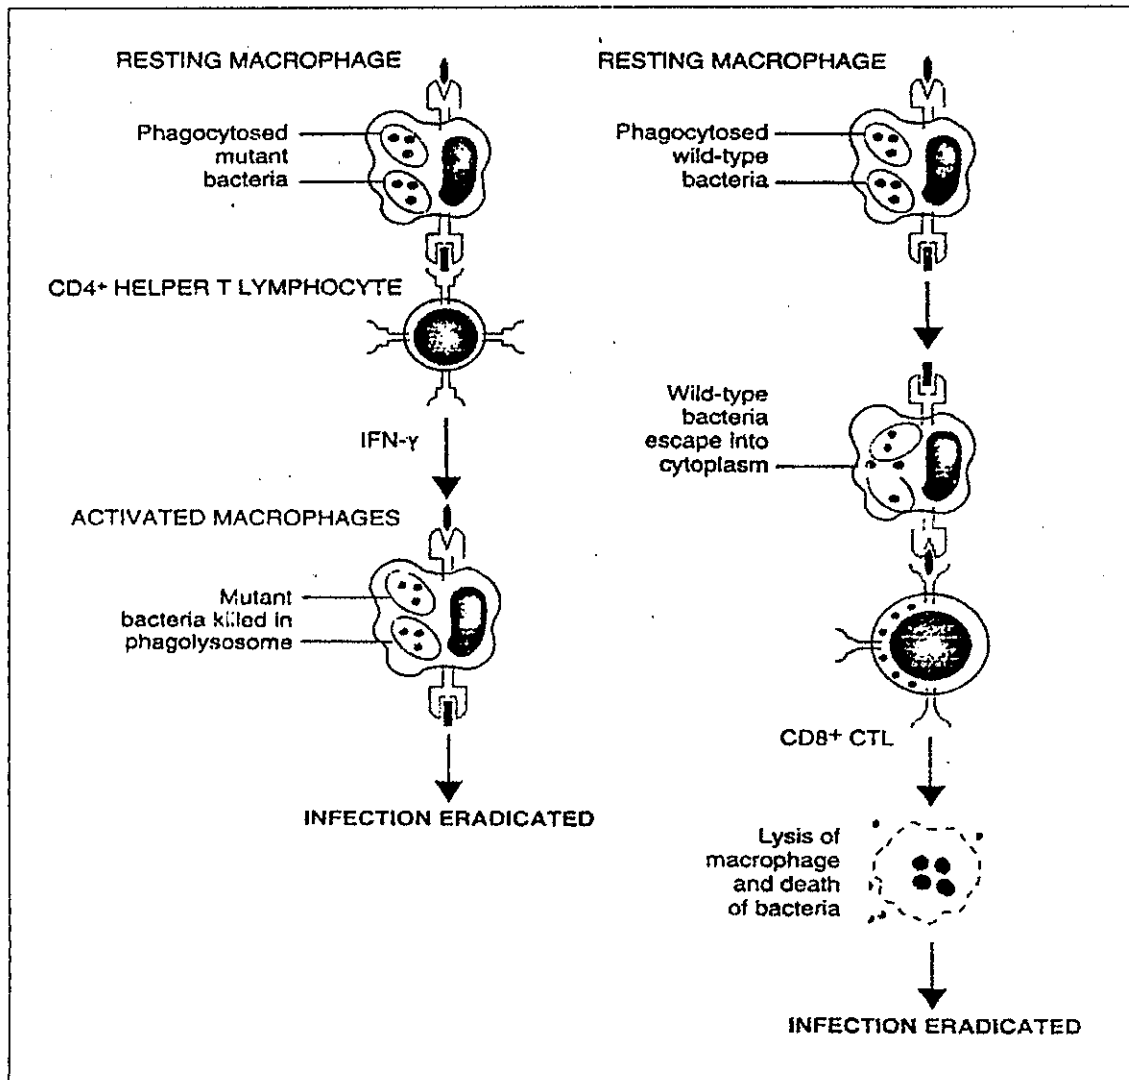 RESTING MACROPHAGE
Phagocytosed
mutant
bacteria
CD4+ HELPER T LYMPHOCYTE
IFN-γ
ACTIVATED MACROPHAGES
Mutant
bacteria killed in
phagolysosome
INFECTION ERADICATED
RESTING MACROPHAGE
Phagocytosed
wild-type
bacteria
Wild-type
bacteria
escape into
cytoplasm
CD8+ CTL
Lysis of
macrophage
and death
of bacteria
INFECTION ERADICATED